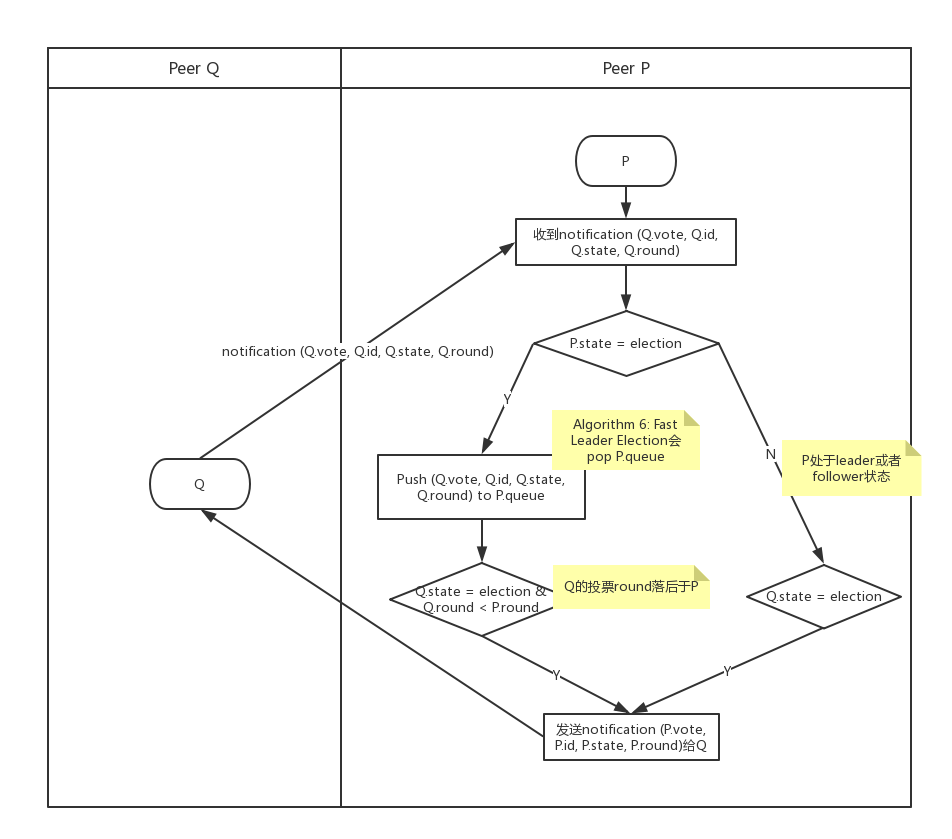 Peer Q
Peer P
P
收到notification (Q.vote, Q.id,
Q.state, Q.round)
notification (Q.vote, Q.id, Q.state, Q.round)
P.state = election
Y
N
Algorithm 6: Fast
Leader Election会
pop P.queue
P处于leader或者
follower状态
Q
Push (Q.vote, Q.id, Q.state,
Q.round) to P.queue
Q.state = election &
Q.round < P.round
Q的投票round落后于P
Q.state = election
Y
Y
发送notification (P.vote,
P.id, P.state, P.round)给Q